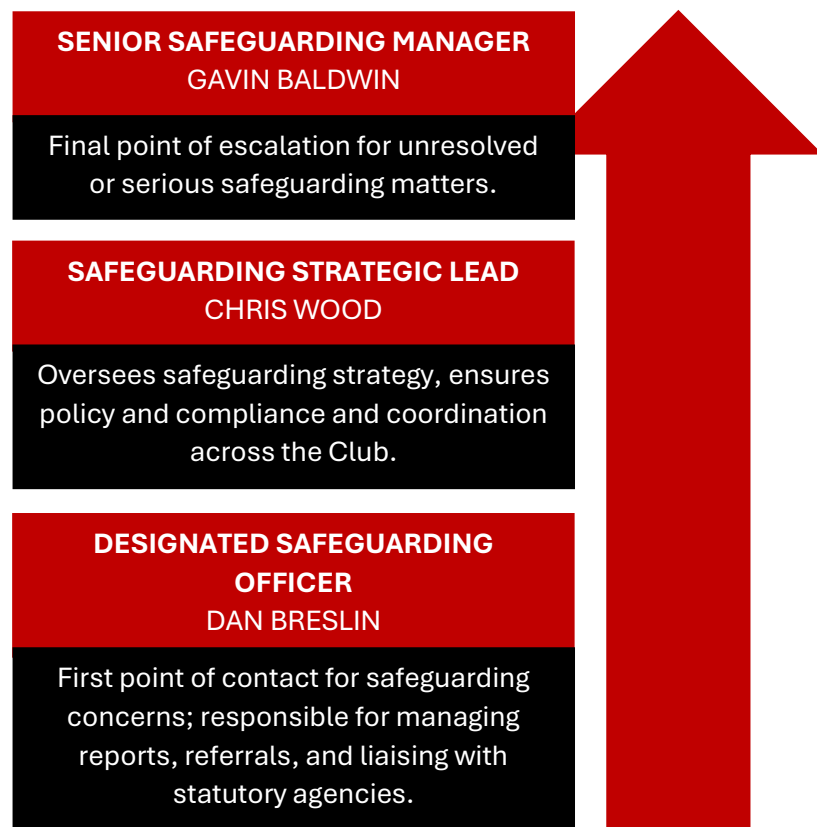 SENIOR SAFEGUARDING MANAGER
GAVIN BALDWIN
Final point of escalation for unresolved
or serious safeguarding matters.
SAFEGUARDING STRATEGIC LEAD
CHRIS WOOD
Oversees safeguarding strategy, ensures
policy and compliance and coordination
across the Club.
DESIGNATED SAFEGUARDING
OFFICER
DAN BRESLIN
First point of contact for safeguarding
concerns; responsible for managing
reports, referrals, and liaising with
statutory agencies.